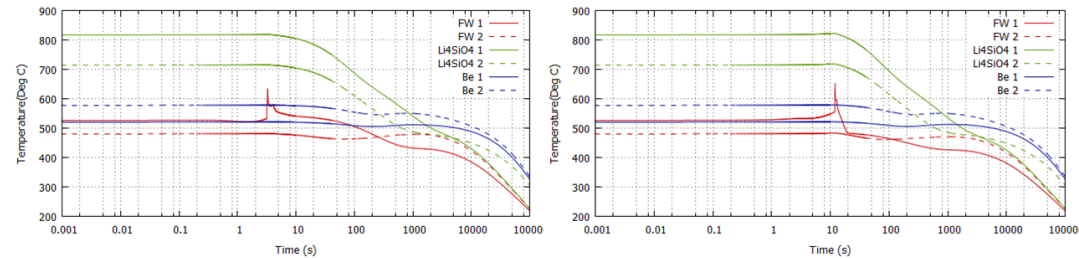 900
800
700
600
500
400
300
200
Temperature(Deg C)
0.001 0.01 0.1 1 10 100 1000 10000
Time (s)
FW 1
FW 2
Li4SiO4 1
Li4SiO4 2
Be 1
Be 2
900
800
700
600
500
400
300
200
Temperature(Deg C)
0.001 0.01 0.1 1 10 100 1000 10000
Time (s)
FW 1
FW 2
Li4SiO4 1
Li4SiO4 2
Be 1
Be 2